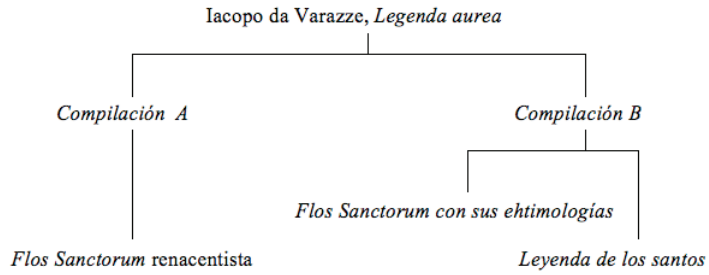 Iacopo da Varazze, Legenda aurea
Compilación A
Compilación B
Flos Sanctorum con sus ehtimologías
Flos Sanctorum renacentista
Leyenda de los santos